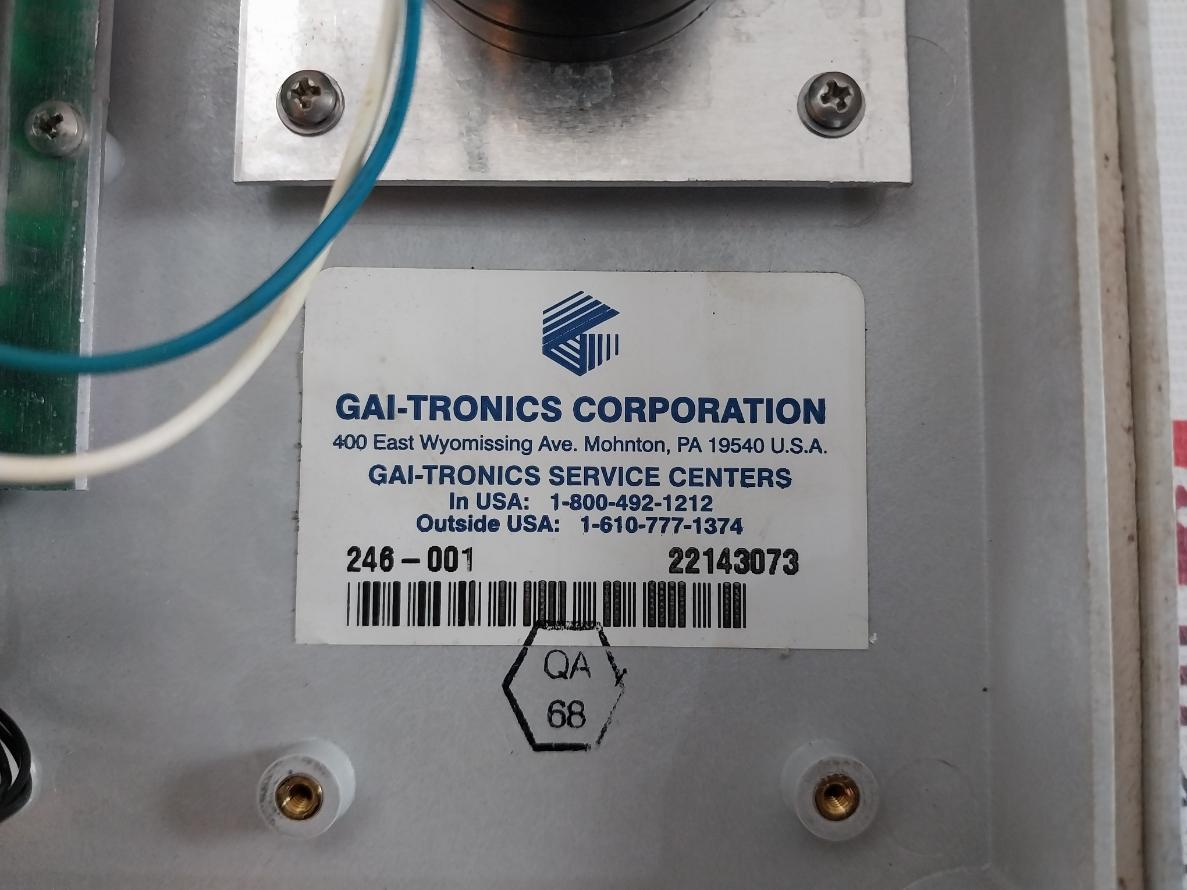 GAI-TRONICS CORPORATION
400 East Wyomissing Ave. Mohnton, PA 19540 U.S.A.
GAI-TRONICS SERVICE CENTERS
In USA: 1-800-492-1212
Outside USA: 1-610-777-1374
246-001 22143073
QA
68